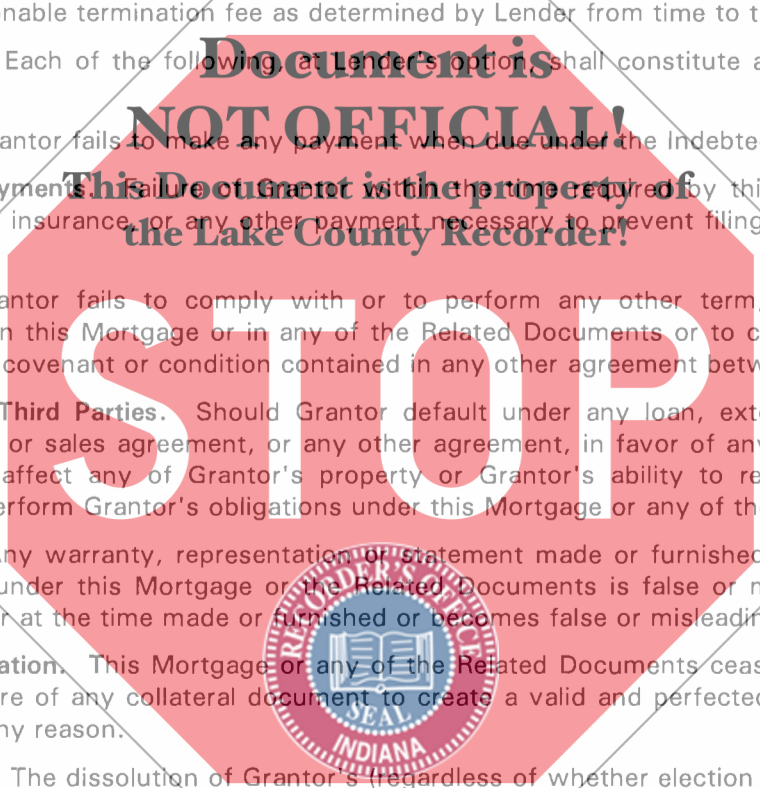 nable termination fee as determined by Lender from time to t
Document is
Each of the following, at Lender's option, shall constitute a
NOT OFFICIAL!
antor fails to make any payment when due under the Indebte
This Document is the property of
yments. Failure of Grantor within the time required by thi
the Lake County Recorder!
insurance, or any other payment necessary to prevent filing
STOP
antor fails to comply with or to perform any other term,
n this Mortgage or in any of the Related Documents or to c
covenant or condition contained in any other agreement betw
Third Parties. Should Grantor default under any loan, exte
or sales agreement, or any other agreement, in favor of any
affect any of Grantor's property or Grantor's ability to re
erform Grantor's obligations under this Mortgage or any of th
ny warranty, representation or statement made or furnished
under this Mortgage or the Related Documents is false or m
r at the time made or furnished or becomes false or misleadin
RECORDER'S OFFICE
ation. This Mortgage or any of the Related Documents ceas
re of any collateral document to create a valid and perfected
SEAL
ny reason.
INDIANA
The dissolution of Grantor's (regardless of whether election